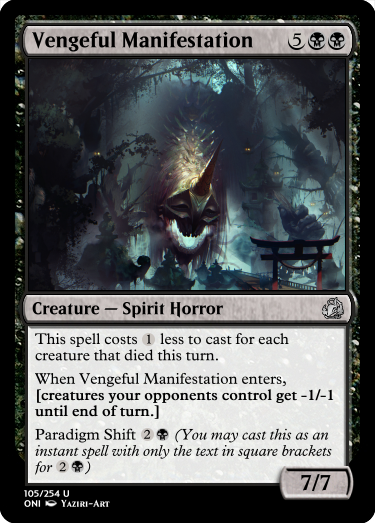 Vengeful Manifestation 5
Creature — Spirit Horror
This spell costs 1 less to cast for each
creature that died this turn.
When Vengeful Manifestation enters,
[creatures your opponents control get -1/-1
until end of turn.]
Paradigm Shift 2 (You may cast this as an
instant spell with only the text in square brackets
for 2)
7/7
105/254 U
ONI Yaziri-Art